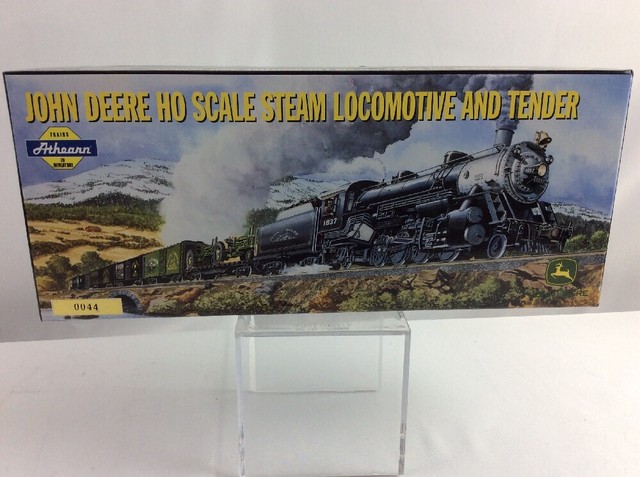 JOHN DEERE HO SCALE STEAM LOCOMOTIVE AND TENDER
TRAINS
Athearn
IN MINIATURE
1837
0044